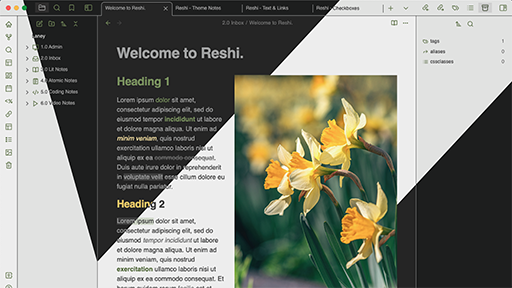 Welcome to Reshi.
Reshi - Theme Notes
Reshi - Text & Links
Reshi - Checkboxes
2.0 Inbox / Welcome to Reshi.
Laney
1.0 Admin
2.0 Inbox
3.0 Lit Notes
4.0 Atomic Notes
5.0 Coding Notes
6.0 Video Notes
Welcome to Reshi.
Heading 1
Lorem ipsum dolor sit amet,
consectetur adipiscing elit, sed do
eiusmod tempor incididunt ut labore
et dolore magna aliqua. Ut enim ad
minim veniam, quis nostrud
exercitation ullamco laboris nisi ut
aliquip ex ea commodo consequat.
Duis aute irure dolor in reprehenderit
in voluptate velit esse cillum dolore eu
fugiat nulla pariatur.
Heading 2
Lorem ipsum dolor sit amet,
consectetur adipiscing elit, sed do
eiusmod tempor incididunt ut labore
et dolore magna aliqua. Ut enim ad
minim veniam, quis nostrud
exercitation ullamco laboris nisi ut
aliquip ex ea commodo consequat. Duis
tags
1
aliases
0
cssclasses
0